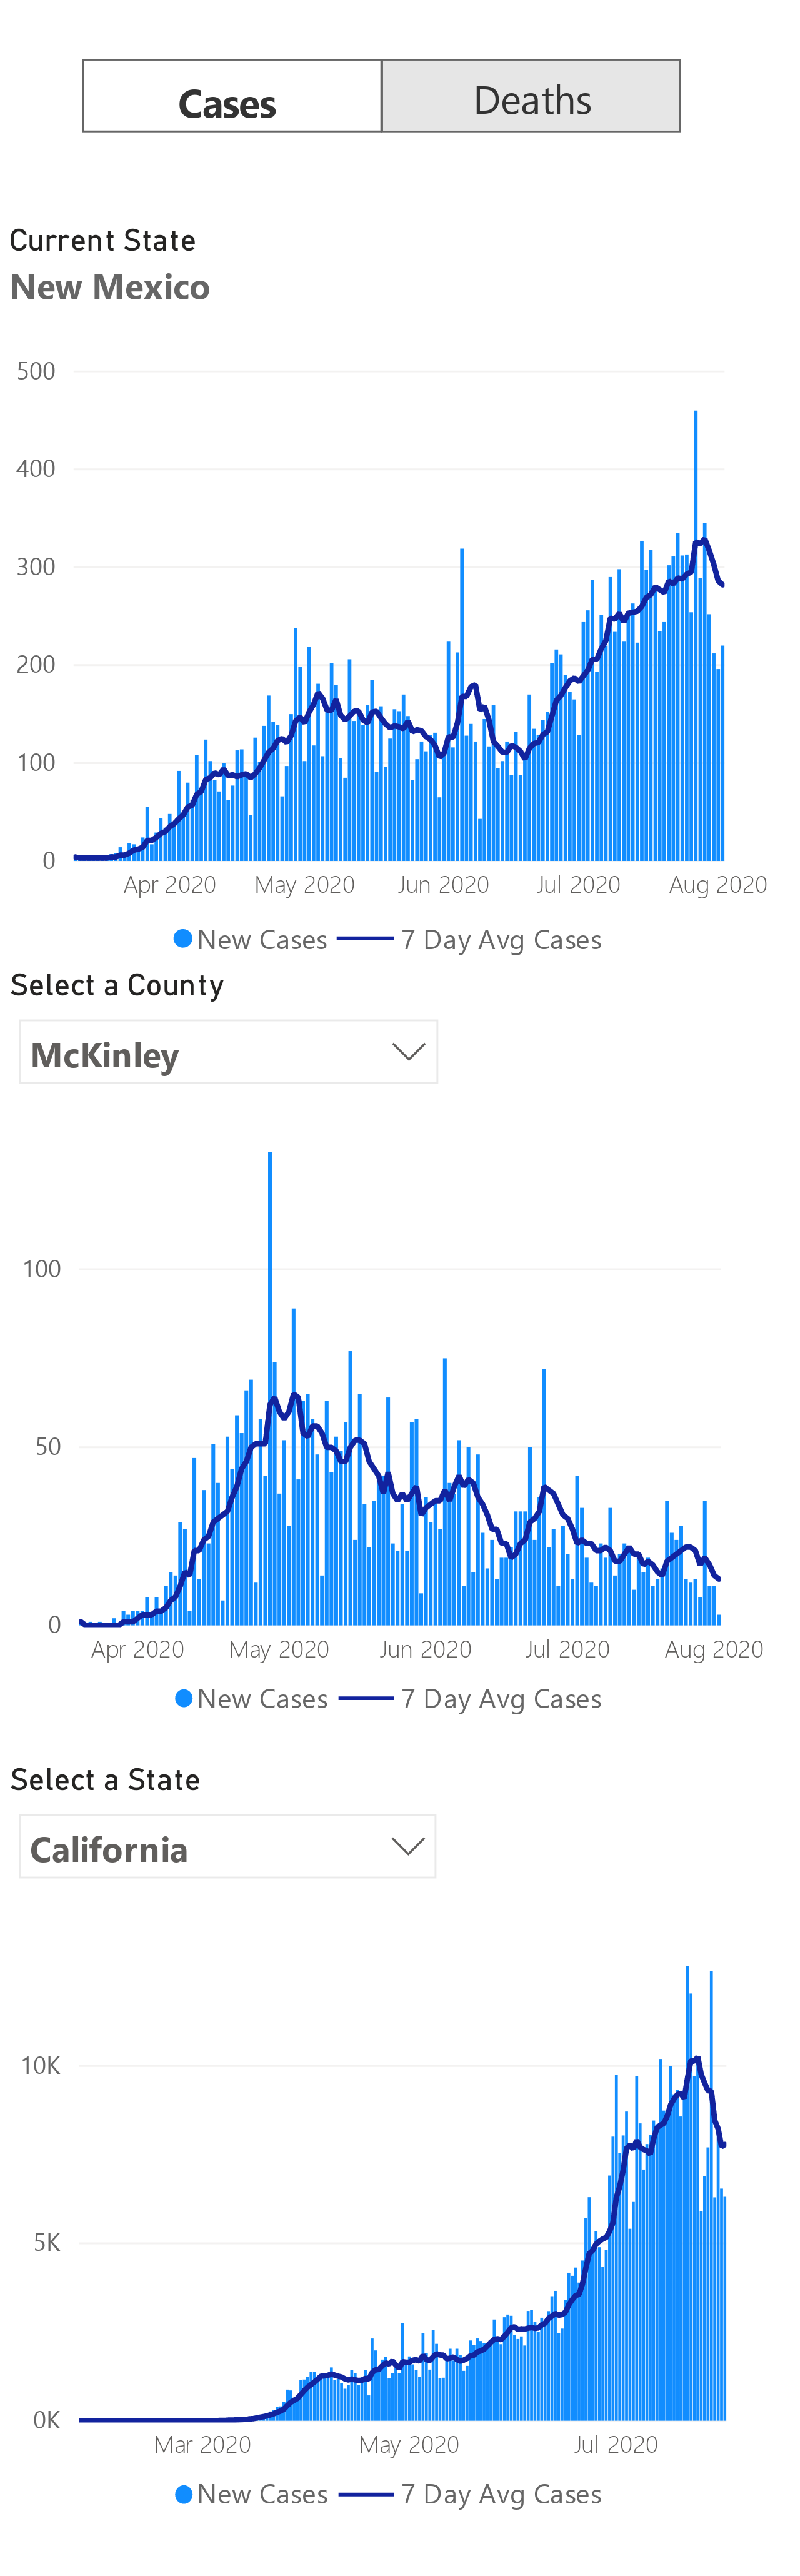 Cases Deaths
Current State
New Mexico
500
400
300
200
100
0
Apr 2020 May 2020 Jun 2020 Jul 2020 Aug 2020
New Cases 7 Day Avg Cases
Select a County
McKinley
100
50
0
Apr 2020 May 2020 Jun 2020 Jul 2020 Aug 2020
New Cases 7 Day Avg Cases
Select a State
California
10K
5K
0K
Mar 2020 May 2020 Jul 2020
New Cases 7 Day Avg Cases